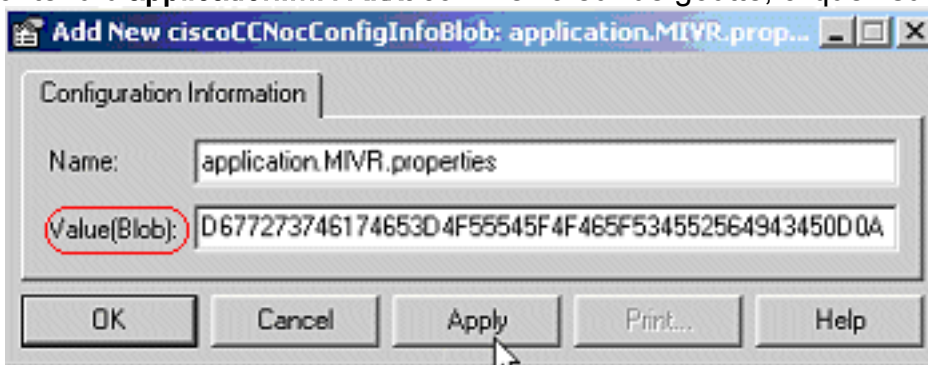 Add New ciscoCCNocConfigInfoBlob: application.MIVR.prop...
Configuration Information
Name: application.MIVR.properties
Value(Blob): D677273746174653D4F55545F4F465F534552564943450D0A
OK Cancel Apply Print... Help